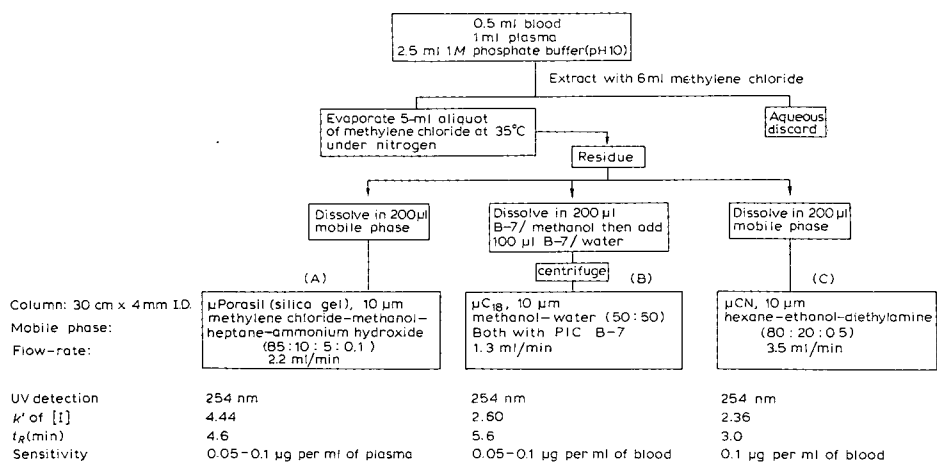 0.5 ml blood
1 ml plasma
2.5 ml 1M phosphate buffer (pH 10)
Extract with 6 ml methylene chloride
Evaporate 5-ml aliquot
of methylene chloride at 35°C
under nitrogen
Aqueous
discard
Residue
Dissolve in 200 µl
mobile phase
Dissolve in 200 µl
B-7/ methanol then add
100 µl B-7/ water
Dissolve in 200 µl
mobile phase
centrifuge
(A)
(B)
(C)
Column: 30 cm x 4 mm I.D.
Mobile phase:
Flow-rate:
µPorasil (silica gel), 10 µm
methylene chloride-methanol-
heptane-ammonium hydroxide
(85:10:5:0.1)
2.2 ml/min
µC18, 10 µm
methanol-water (50:50)
Both with PIC B-7
1.3 ml/min
µCN, 10 µm
hexane-ethanol-diethylamine
(80:20:0.5)
3.5 ml/min
UV detection 254 nm 254 nm 254 nm
k' of [I] 4.44 2.60 2.36
tR(min) 4.6 5.6 3.0
Sensitivity 0.05-0.1 µg per ml of plasma 0.05-0.1 µg per ml of blood 0.1 µg per ml of blood